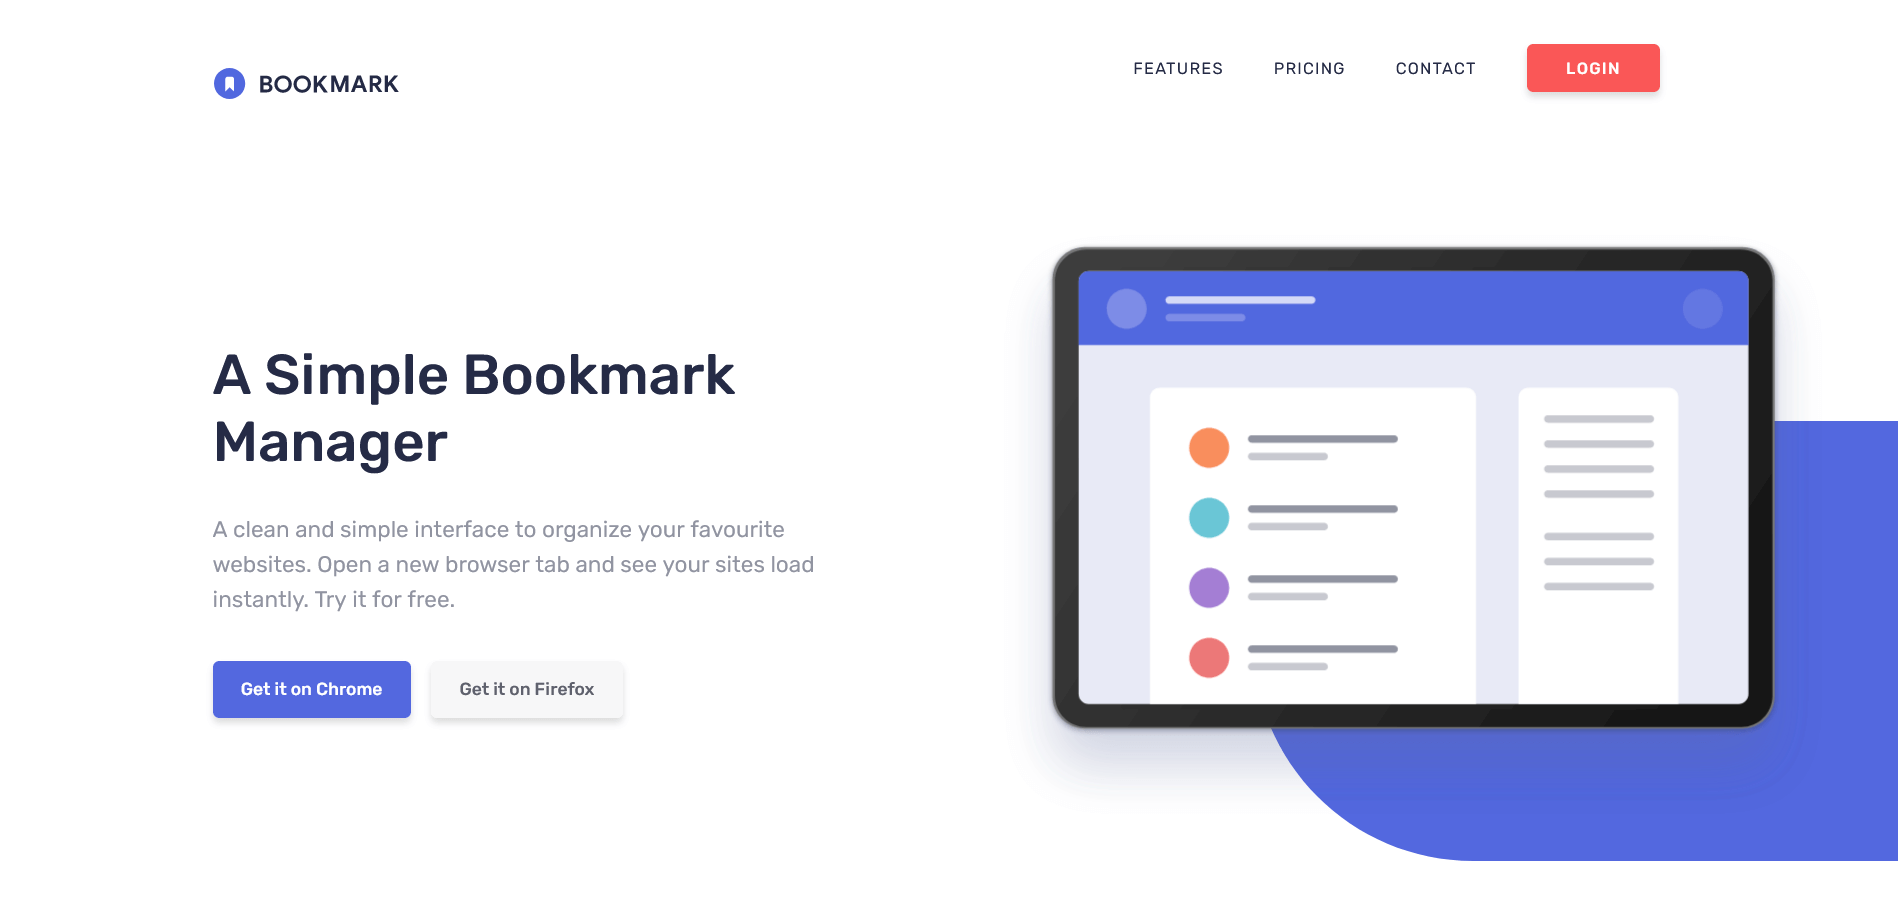 BOOKMARK
FEATURES PRICING CONTACT LOGIN
A Simple Bookmark
Manager
A clean and simple interface to organize your favourite
websites. Open a new browser tab and see your sites load
instantly. Try it for free.
Get it on Chrome Get it on Firefox